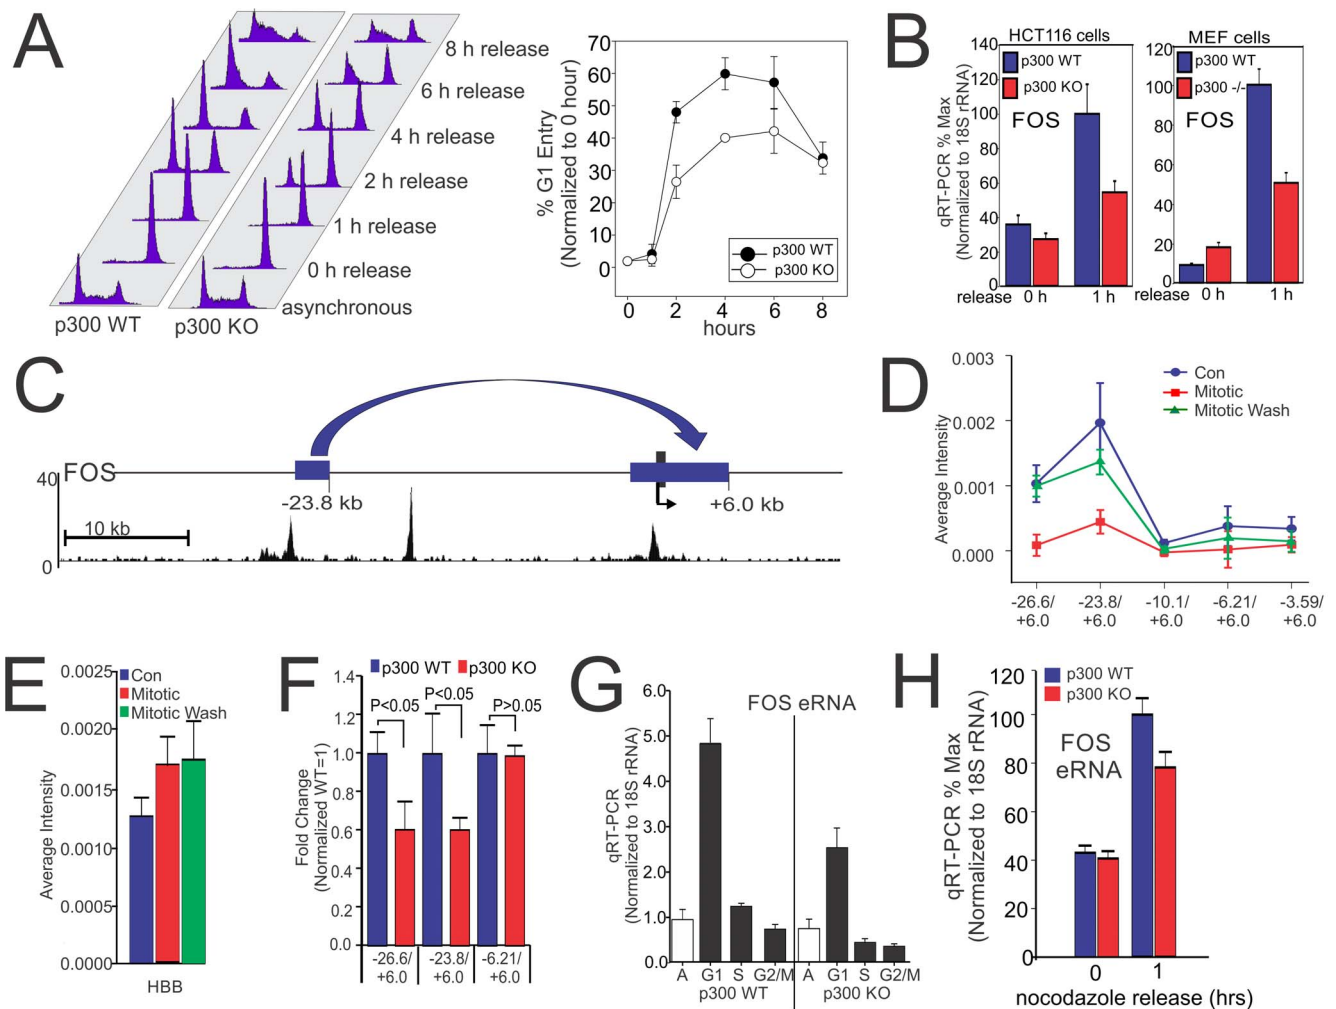 A
8 h release
6 h release
4 h release
2 h release
1 h release
0 h release
asynchronous
p300 WT
p300 KO
% G1 Entry
(Normalized to 0 hour)
70
60
50
40
30
20
10
0
p300 WT
p300 KO
0
2
4
6
8
hours
B
HCT116 cells
qRT-PCR % Max
(Normalized to 18S rRNA)
140
120
100
80
60
40
20
0
p300 WT
p300 KO
FOS
release 0 h 1 h
MEF cells
120
100
80
60
40
20
0
p300 WT
p300 -/-
FOS
release 0 h 1 h
C
40
FOS
-23.8 kb
+6.0 kb
10 kb
0
D
Average Intensity
0.003
0.002
0.001
0.000
Con
Mitotic
Mitotic Wash
-26.6/ -23.8/ -10.1/ -6.21/ -3.59/
+6.0 +6.0 +6.0 +6.0 +6.0
E
Average Intensity
0.0025
0.0020
0.0015
0.0010
0.0005
0.0000
Con
Mitotic
Mitotic Wash
HBB
F
p300 WT p300 KO
Fold Change
(Normalized WT=1)
1.4
1.2
1.0
0.8
0.6
0.4
0.2
0.0
P<0.05
P<0.05
P>0.05
-26.6/ -23.8/ -6.21/
+6.0 +6.0 +6.0
G
FOS eRNA
qRT-PCR
(Normalized to 18S rRNA)
6.0
5.0
4.0
3.0
2.0
1.0
0.0
A G1 S G2/M A G1 S G2/M
p300 WT p300 KO
H
qRT-PCR % Max
(Normalized to 18S rRNA)
120
100
80
60
40
20
0
p300 WT
p300 KO
FOS
eRNA
0 1
nocodazole release (hrs)